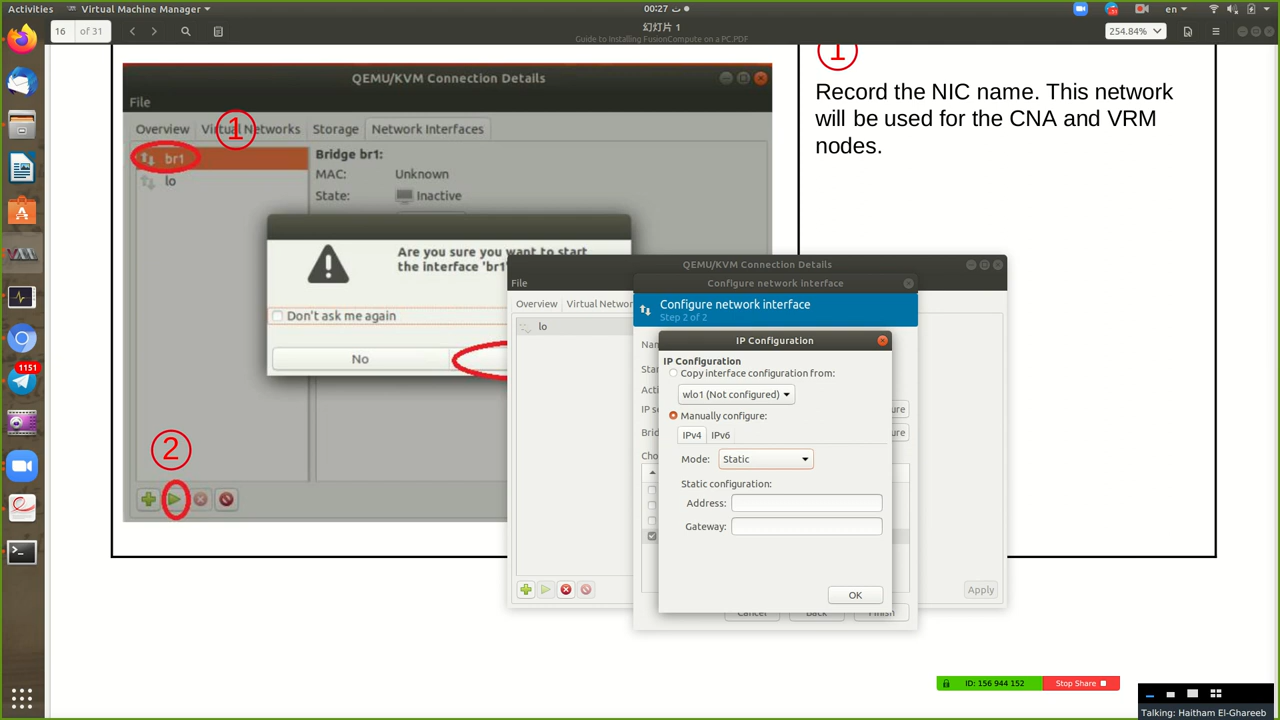 Activities
Virtual Machine Manager
00:27 ت
en
16
of 31
幻灯片 1
Guide to Installing FusionCompute on a PC.PDF
254.84%
QEMU/KVM Connection Details
File
Overview
Virtual Networks
Storage
Network Interfaces
1
br1
lo
Bridge br1:
MAC:
Unknown
State:
Inactive
Are you sure you want to start
the interface 'br1'
Don't ask me again
No
2
1
Record the NIC name. This network
will be used for the CNA and VRM
nodes.
QEMU/KVM Connection Details
File
Overview
Virtual Networ
lo
Apply
Configure network interface
Configure network interface
Step 2 of 2
Cancel
Back
Finish
IP Configuration
IP Configuration
Copy interface configuration from:
wlo1 (Not configured)
Manually configure:
IPv4
IPv6
Mode:
Static
Static configuration:
Address:
Gateway:
OK
1151
ID: 156 944 152
Stop Share
Talking: Haitham El-Ghareeb